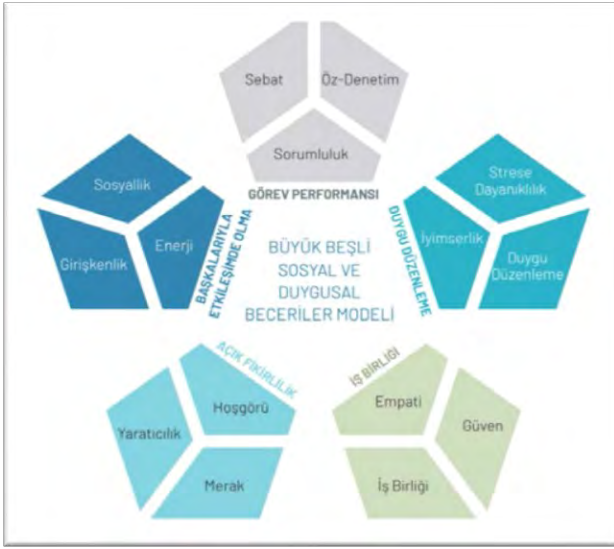 Sebat
Öz-Denetim
Sorumluluk
GÖREV PERFORMANSI
Sosyallik
Girişkenlik
Enerji
BAŞKALARIYLA
ETKİLEŞİMDE OLMA
Strese
Dayanıklılık
İyimserlik
Duygu
Düzenleme
DUYGU DÜZENLEME
BÜYÜK BEŞLİ
SOSYAL VE
DUYGUSAL
BECERİLER MODELİ
AÇIK FİKİRLİLİK
Hoşgörü
Yaratıcılık
Merak
İŞ BİRLİĞİ
Empati
Güven
İş Birliği